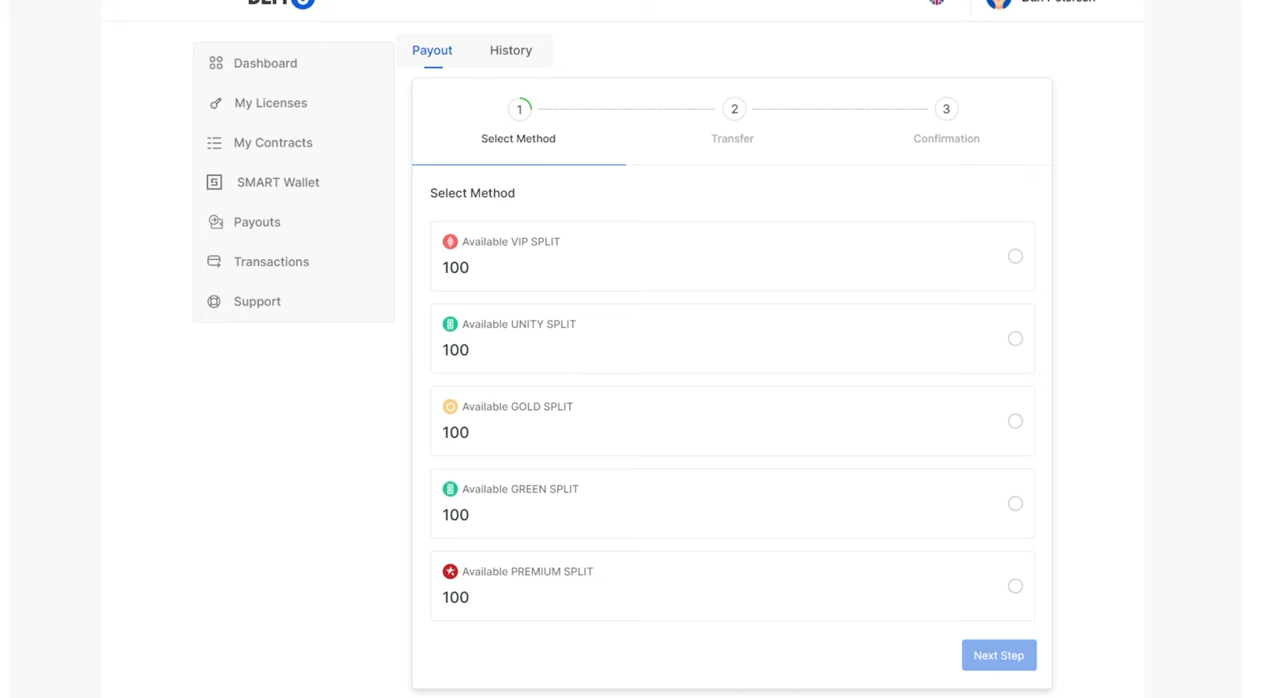 Dashboard
My Licenses
My Contracts
SMART Wallet
Payouts
Transactions
Support
Payout
History
1
2
3
Select Method
Transfer
Confirmation
Select Method
Available VIP SPLIT
100
Available UNITY SPLIT
100
Available GOLD SPLIT
100
Available GREEN SPLIT
100
Available PREMIUM SPLIT
100
Next Step